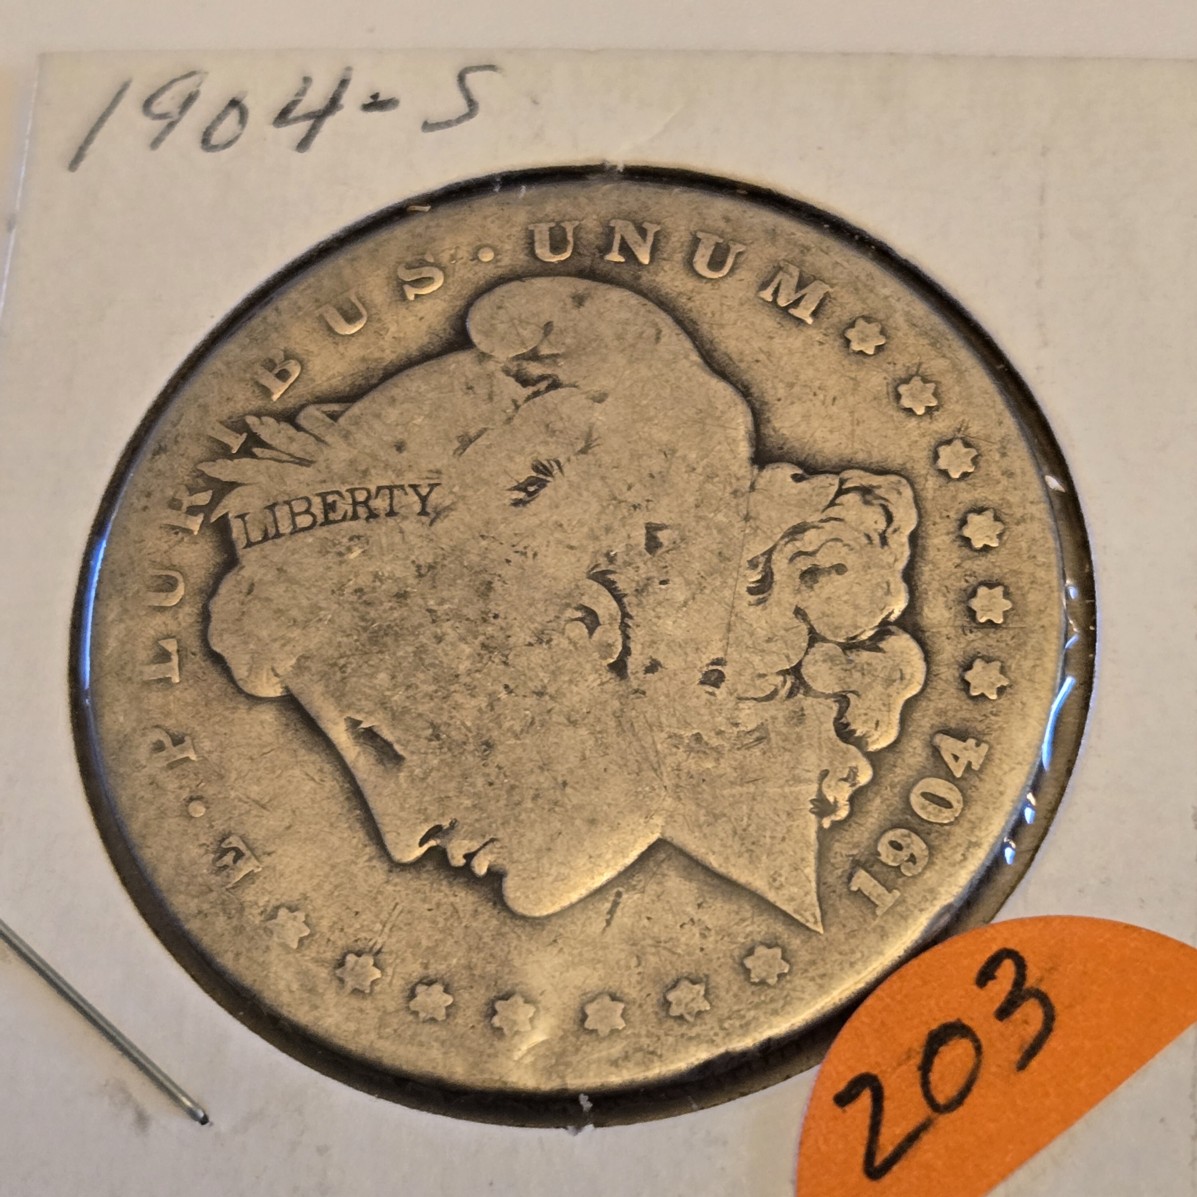 1904-S
E · PLURIBUS · UNUM
LIBERTY
1904
203